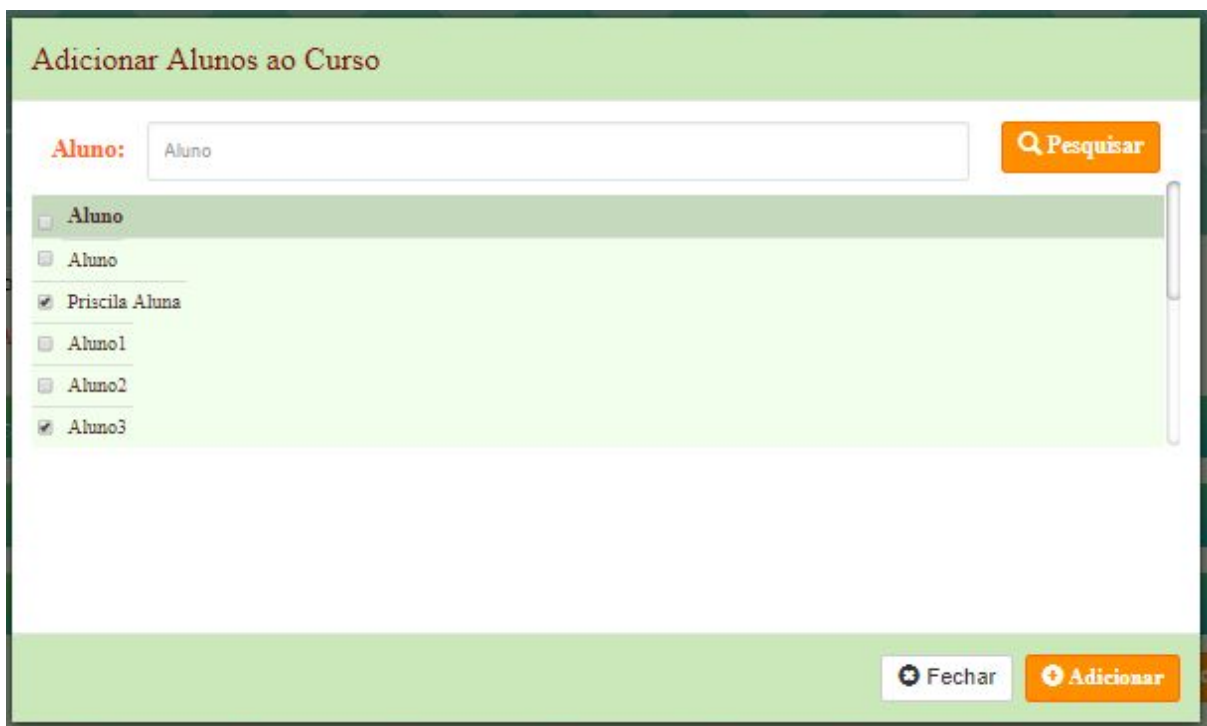 Adicionar Alunos ao Curso
Aluno: Aluno Pesquisar
Aluno
Aluno
Priscila Aluna
Aluno1
Aluno2
Aluno3
Fechar Adicionar